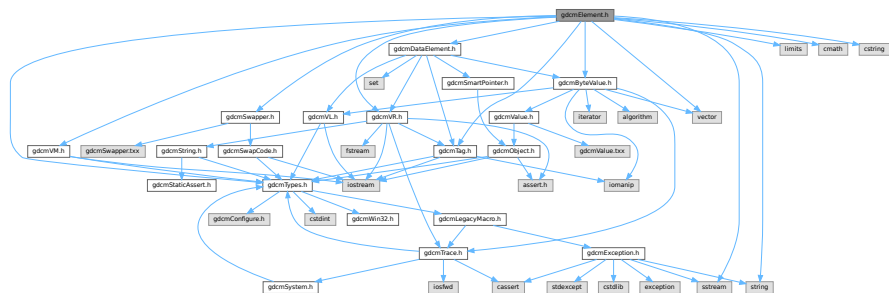 gdcmElement.h
gdcmDataElement.h
limits
cmath
cstring
set
gdcmSmartPointer.h
gdcmByteValue.h
gdcmSwapper.h
gdcmVL.h
gdcmVR.h
gdcmValue.h
iterator
algorithm
vector
gdcmVM.h
gdcmSwapper.txx
gdcmString.h
gdcmSwapCode.h
fstream
gdcmTag.h
gdcmObject.h
gdcmValue.txx
gdcmStaticAssert.h
gdcmTypes.h
iostream
assert.h
iomanip
gdcmConfigure.h
cstdint
gdcmWin32.h
gdcmLegacyMacro.h
gdcmTrace.h
gdcmException.h
gdcmSystem.h
iosfwd
cassert
stdexcept
cstdlib
exception
sstream
string